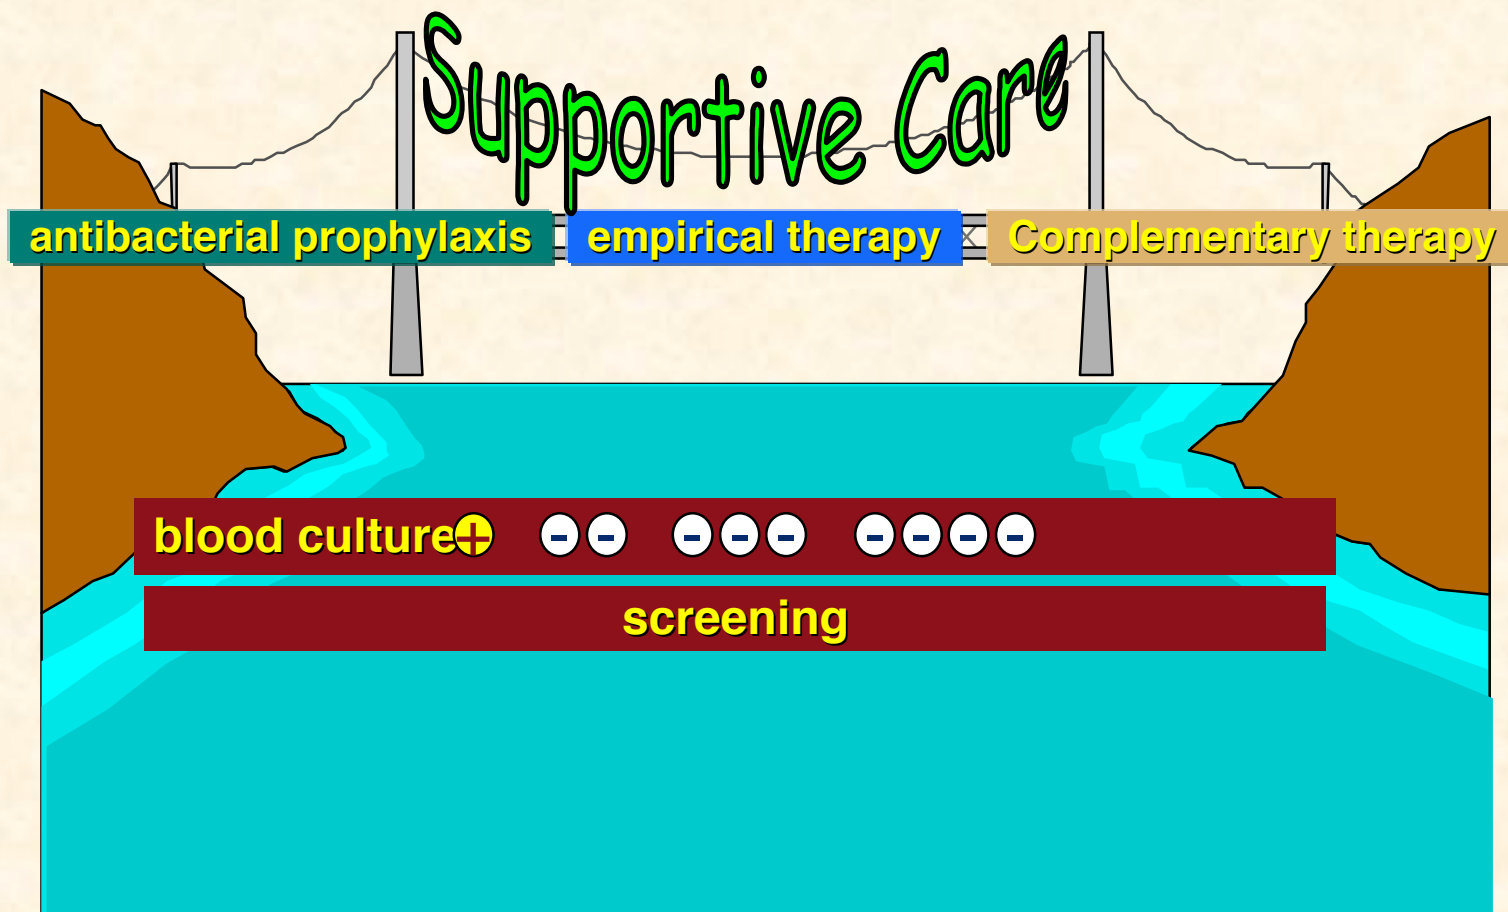 Supportive Care
antibacterial prophylaxis empirical therapy Complementary therapy
blood culture + - - - - - - - - -
screening